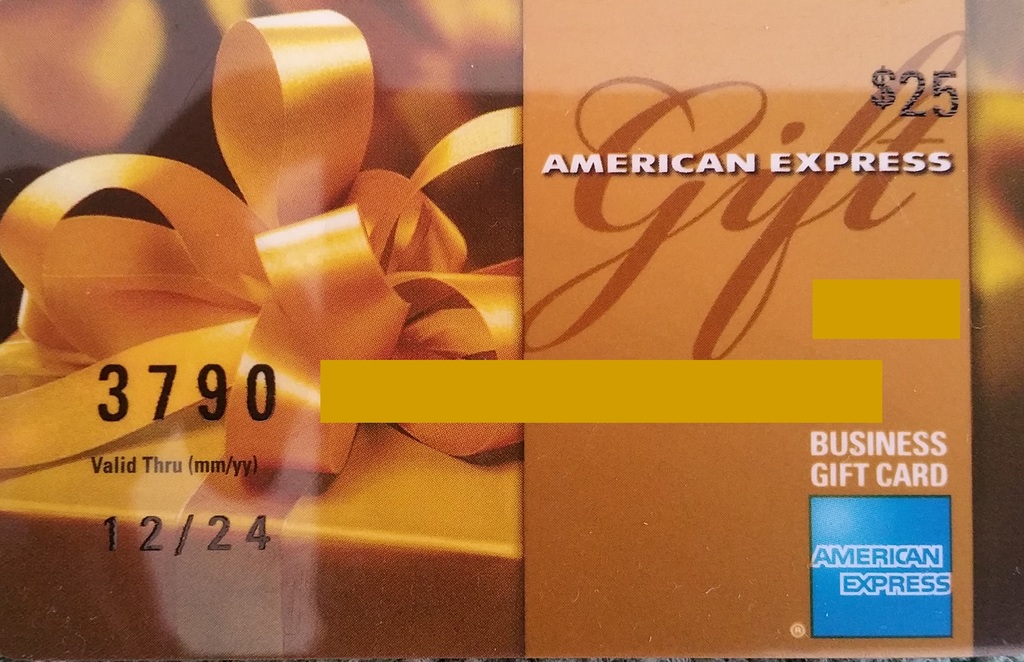 $25
Gift
AMERICAN EXPRESS
3790
Valid Thru (mm/yy)
12/24
BUSINESS
GIFT CARD
AMERICAN
EXPRESS
®